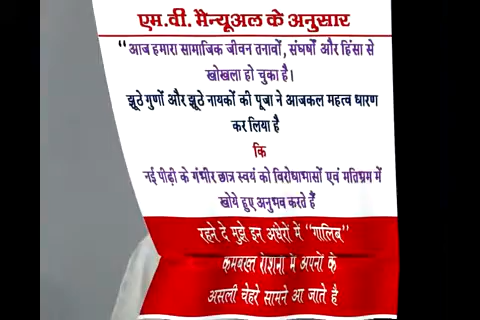 एम.वी. मैन्यूअल के अनुसार
“ आज हमारा सामाजिक जीवन तनावों, संघर्षों और हिंसा से
खोखला हो चुका है।
झूठे गुणों और झूठे नायकों की पूजा ने आजकल महत्व धारण
कर लिया है
कि
नई पीढ़ी के गंभीर छात्र स्वयं को विरोधाभासों एवं मतिभ्रम में
खोये हुए अनुभव करते हैं
रहने दे मुझे इन अंधेरों में “गालिब”
कमबख्त रोशनी में अपनों के
असली चेहरे सामने आ जाते है